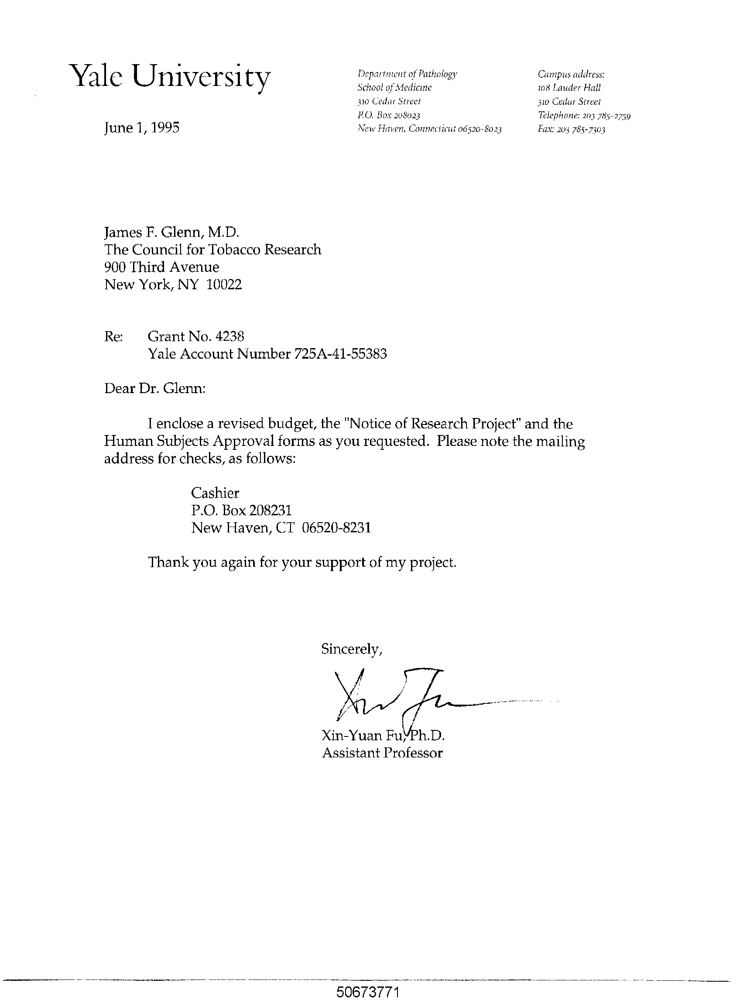 Yale University
Department of Pathology
School of Medicine
310 Cedar Street
P.O. Box 208023
New Haven, Connecticut 06520-8023
Campus address:
108 Lauder Hall
310 Cedar Street
Telephone: 203 785-2759
Fax: 203 785-7303
June 1, 1995
James F. Glenn, M.D.
The Council for Tobacco Research
900 Third Avenue
New York, NY 10022
Re: Grant No. 4238
Yale Account Number 725A-41-55383
Dear Dr. Glenn:
I enclose a revised budget, the "Notice of Research Project" and the
Human Subjects Approval forms as you requested. Please note the mailing
address for checks, as follows:
Cashier
P.O. Box 208231
New Haven, CT 06520-8231
Thank you again for your support of my project.
Sincerely,
Xin-Yuan Fu, Ph.D.
Assistant Professor
50673771